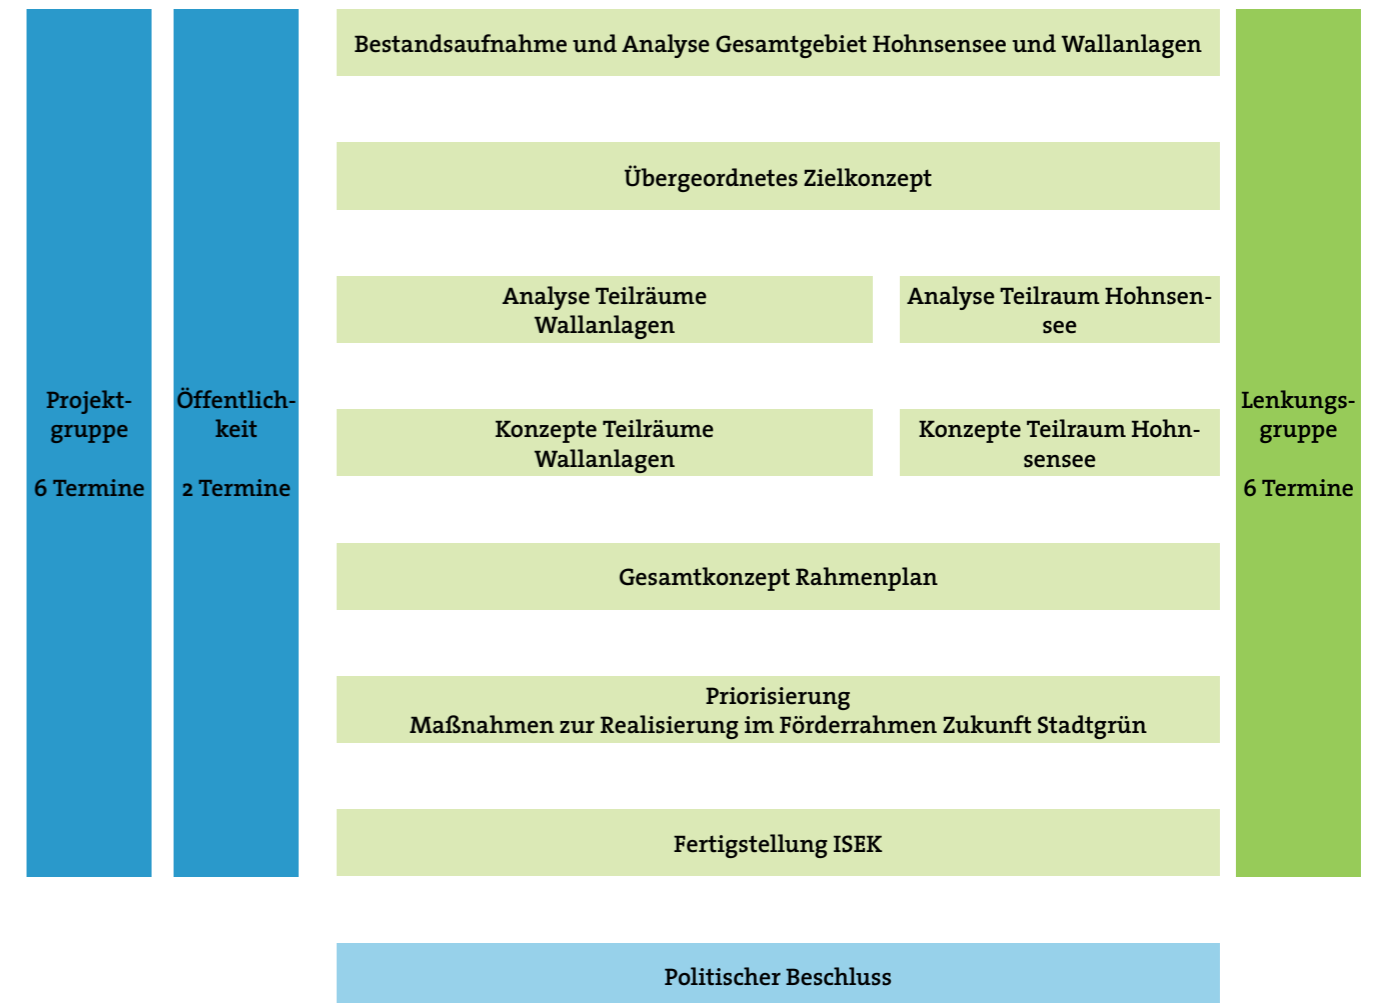 Bestandsaufnahme und Analyse Gesamtgebiet Hohnsensee und Wallanlagen
Übergeordnetes Zielkonzept
Analyse Teilräume
Wallanlagen
Analyse Teilraum Hohnsen-
see
Projekt-
gruppe
6 Termine
Öffentlich-
keit
2 Termine
Konzepte Teilräume
Wallanlagen
Konzepte Teilraum Hohn-
sensee
Lenkungs-
gruppe
6 Termine
Gesamtkonzept Rahmenplan
Priorisierung
Maßnahmen zur Realisierung im Förderrahmen Zukunft Stadtgrün
Fertigstellung ISEK
Politischer Beschluss